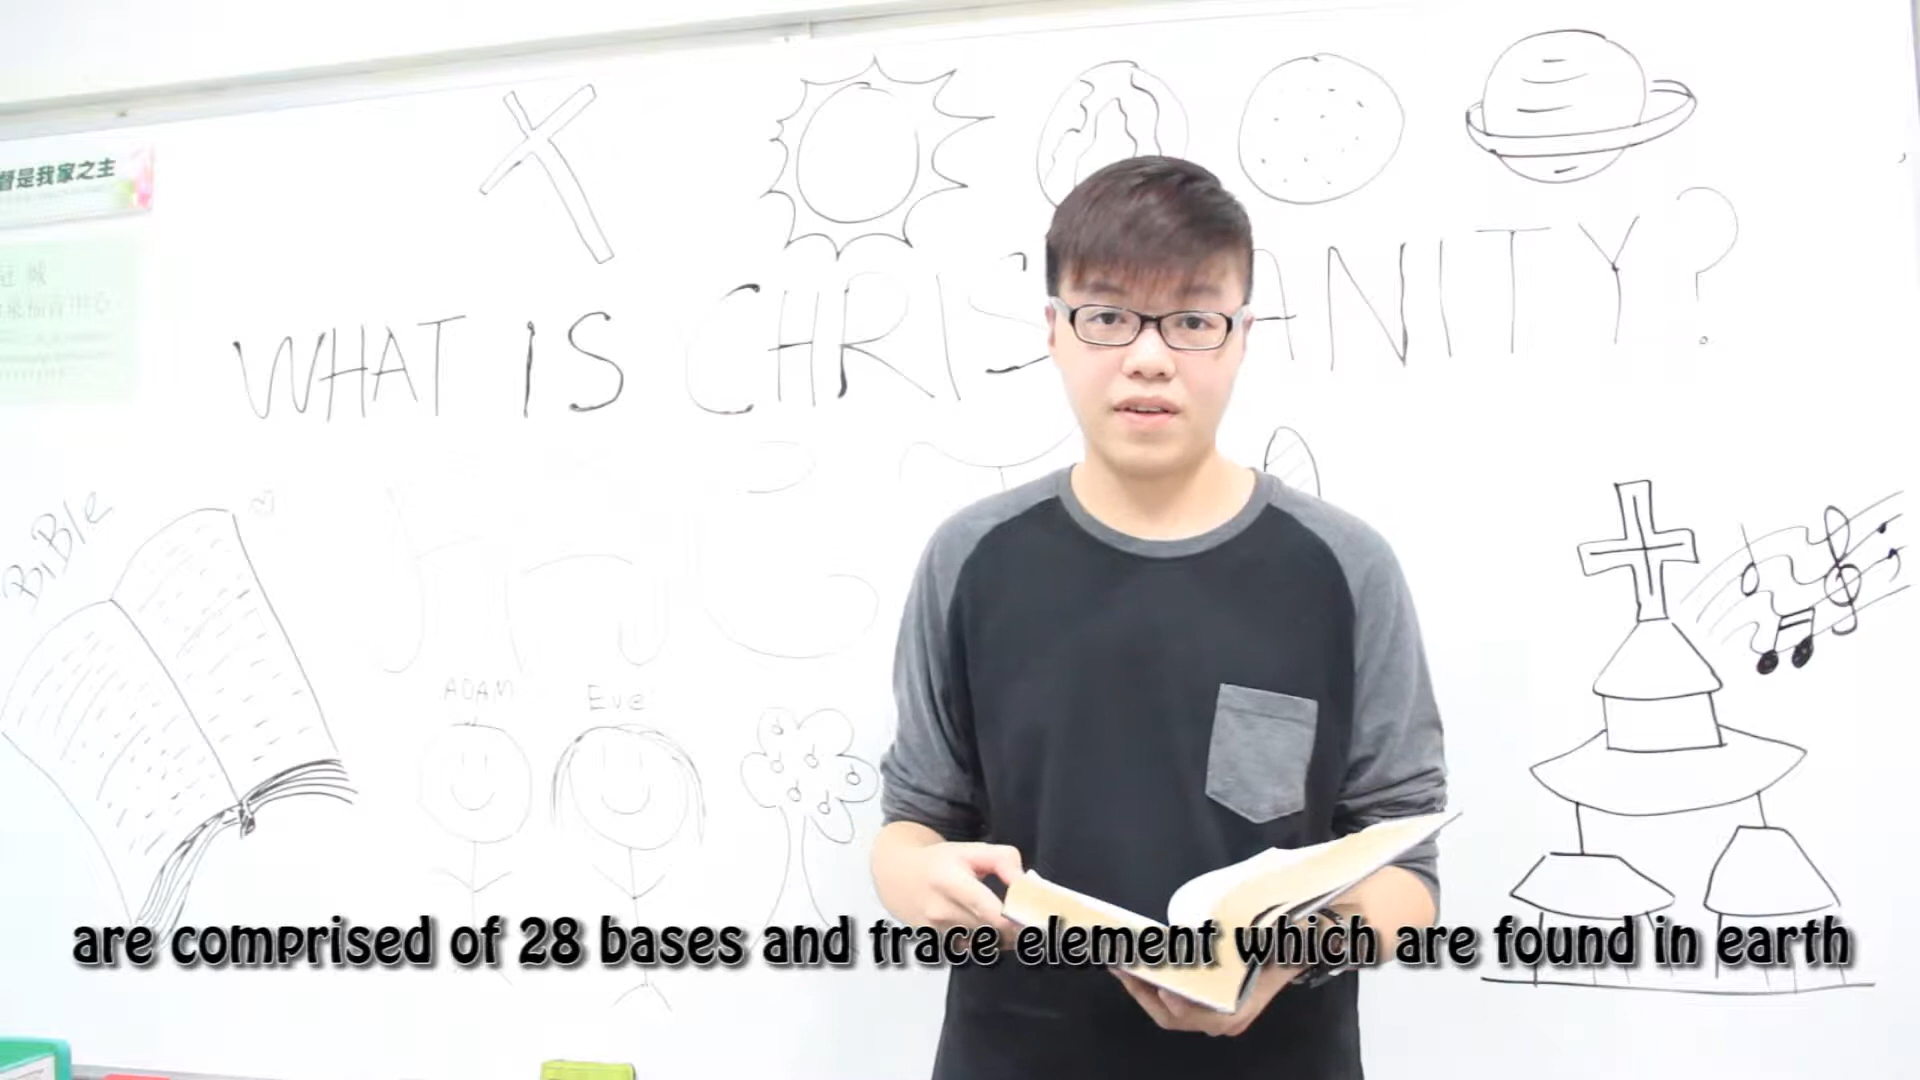 督是我家之主
WHAT IS CHRIS ANITY?
BiBle
ADAM
Eve
are comprised of 28 bases and trace element which are found in earth